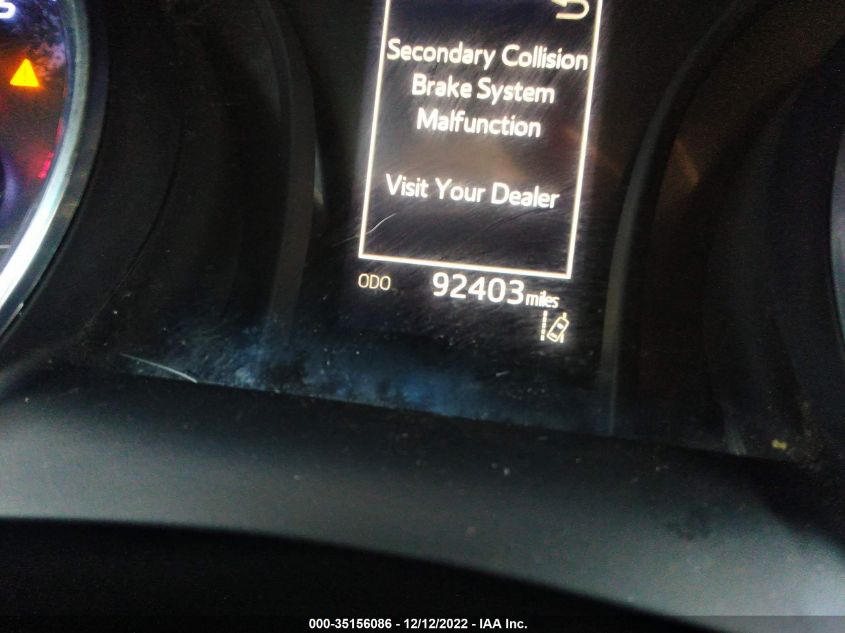 Secondary Collision
Brake System
Malfunction
Visit Your Dealer
ODO 92403 miles
000-35156086 - 12/12/2022 - IAA Inc.